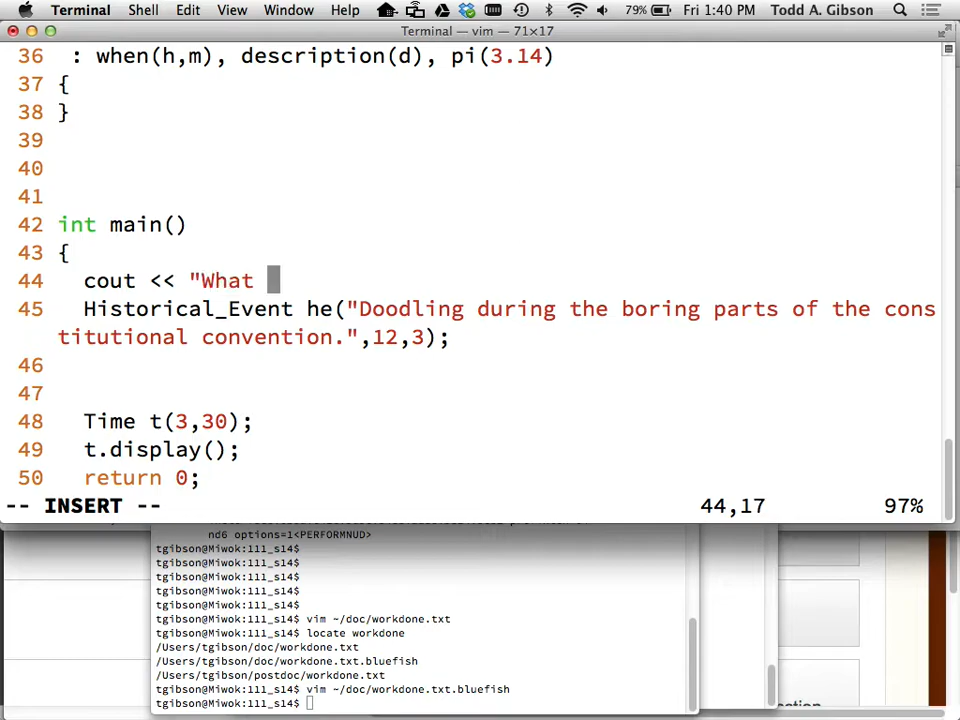 Terminal Shell Edit View Window Help 79% Fri 1:40 PM Todd A. Gibson
Terminal — vim — 71×17
36 : when(h,m), description(d), pi(3.14)
37 {
38 }
39
40
41
42 int main()
43 {
44 cout << "What
45 Historical_Event he("Doodling during the boring parts of the cons
titutional convention.",12,3);
46
47
48 Time t(3,30);
49 t.display();
50 return 0;
-- INSERT -- 44,17 97%
nd6 options=1<PERFORMNUD>
tgibson@Miwok:111_s14$
tgibson@Miwok:111_s14$
tgibson@Miwok:111_s14$
tgibson@Miwok:111_s14$
tgibson@Miwok:111_s14$
tgibson@Miwok:111_s14$ vim ~/doc/workdone.txt
tgibson@Miwok:111_s14$ locate workdone
/Users/tgibson/doc/workdone.txt
/Users/tgibson/doc/workdone.txt.bluefish
/Users/tgibson/postdoc/workdone.txt
tgibson@Miwok:111_s14$ vim ~/doc/workdone.txt.bluefish
tgibson@Miwok:111_s14$